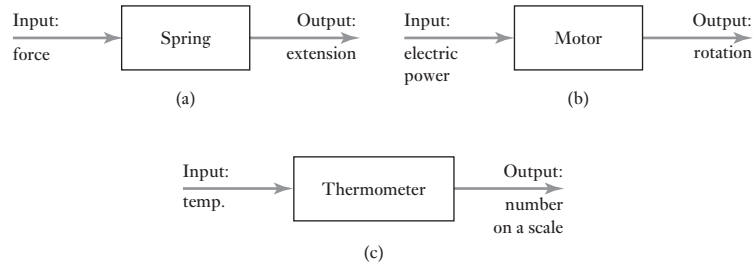 Input:
force
Spring
Output:
extension
(a)
Input:
electric
power
Motor
Output:
rotation
(b)
Input:
temp.
Thermometer
Output:
number
on a scale
(c)